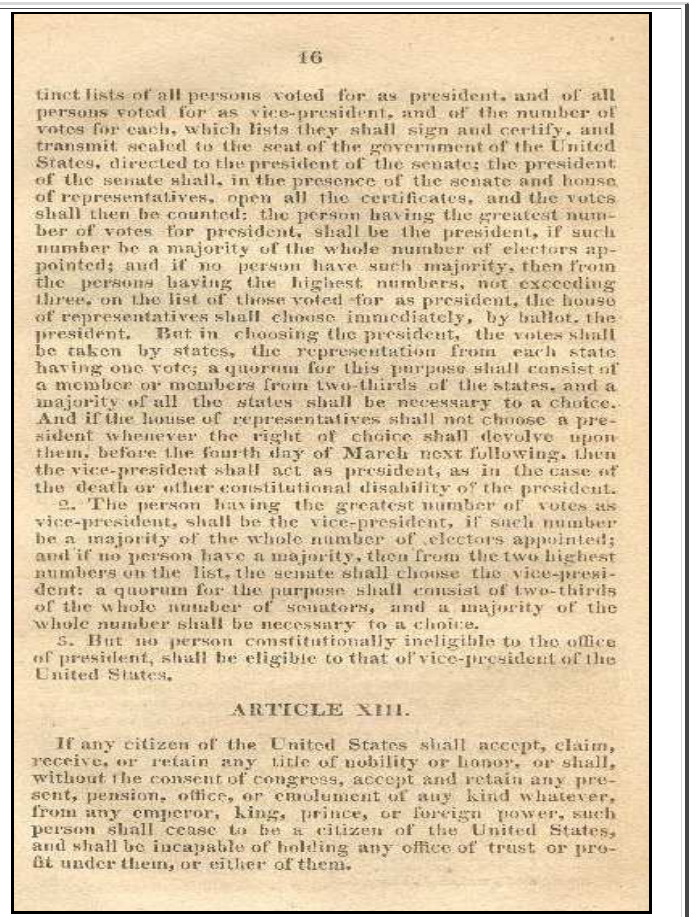 16
tinct lists of all persons voted for as president, and of all
persons voted for as vice-president, and of the number of
votes for each, which lists they shall sign and certify, and
transmit sealed to the seat of the government of the United
States, directed to the president of the senate; the president
of the senate shall, in the presence of the senate and house
of representatives, open all the certificates, and the votes
shall then be counted: the person having the greatest num-
ber of votes for president, shall be the president, if such
number be a majority of the whole number of electors ap-
pointed; and if no person have such majority, then from
the persons having the highest numbers, not exceeding
three, on the list of those voted for as president, the house
of representatives shall choose immediately, by ballot, the
president. But in choosing the president, the votes shall
be taken by states, the representation from each state
having one vote; a quorum for this purpose shall consist of
a member or members from two-thirds of the states, and a
majority of all the states shall be necessary to a choice.
And if the house of representatives shall not choose a pre-
sident whenever the right of choice shall devolve upon
them, before the fourth day of March next following, then
the vice-president shall act as president, as in the case of
the death or other constitutional disability of the president.
2. The person having the greatest number of votes as
vice-president, shall be the vice-president, if such number
be a majority of the whole number of electors appointed;
and if no person have a majority, then from the two highest
numbers on the list, the senate shall choose the vice-presi-
dent: a quorum for the purpose shall consist of two-thirds
of the whole number of senators, and a majority of the
whole number shall be necessary to a choice.
3. But no person constitutionally ineligible to the office
of president, shall be eligible to that of vice-president of the
United States.
ARTICLE XIII.
If any citizen of the United States shall accept, claim,
receive, or retain any title of nobility or honor, or shall,
without the consent of congress, accept and retain any pre-
sent, pension, office, or emolument of any kind whatever,
from any emperor, king, prince, or foreign power, such
person shall cease to be a citizen of the United States,
and shall be incapable of holding any office of trust or pro-
fit under them, or either of them.